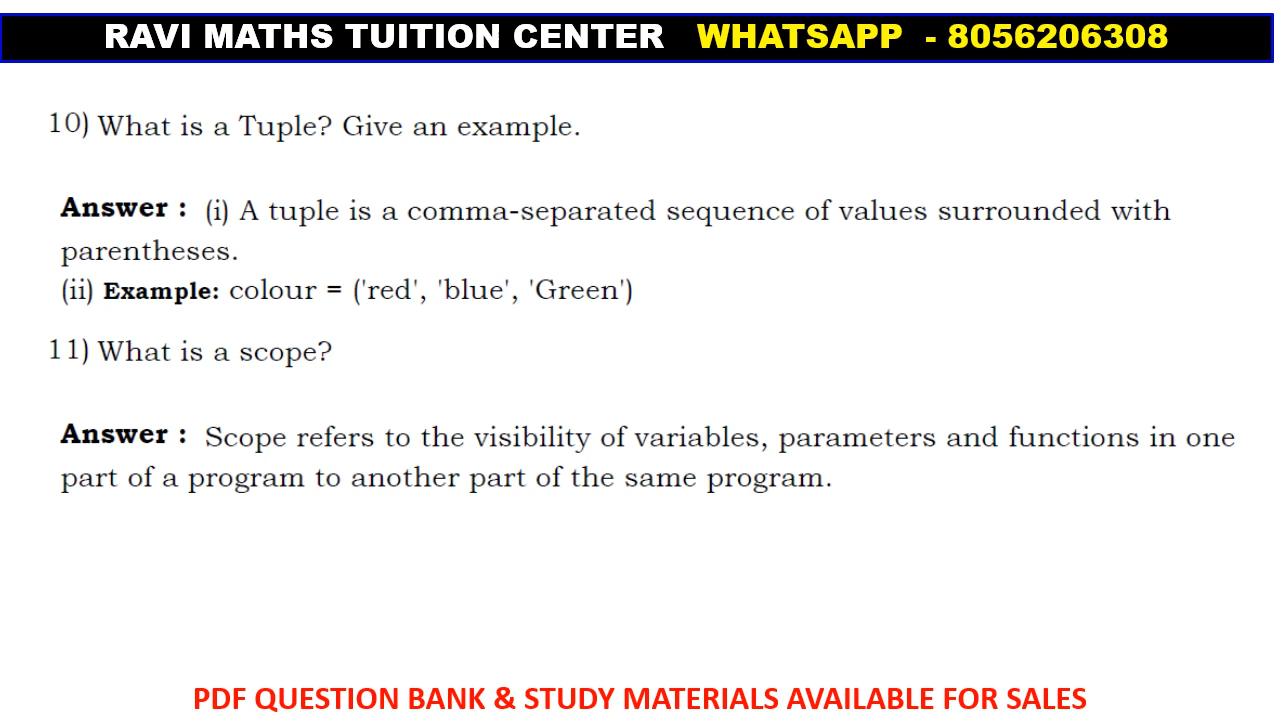 RAVI MATHS TUITION CENTER WHATSAPP - 8056206308
10) What is a Tuple? Give an example.
Answer : (i) A tuple is a comma-separated sequence of values surrounded with
parentheses.
(ii) Example: colour = ('red', 'blue', 'Green')
11) What is a scope?
Answer : Scope refers to the visibility of variables, parameters and functions in one
part of a program to another part of the same program.
PDF QUESTION BANK & STUDY MATERIALS AVAILABLE FOR SALES